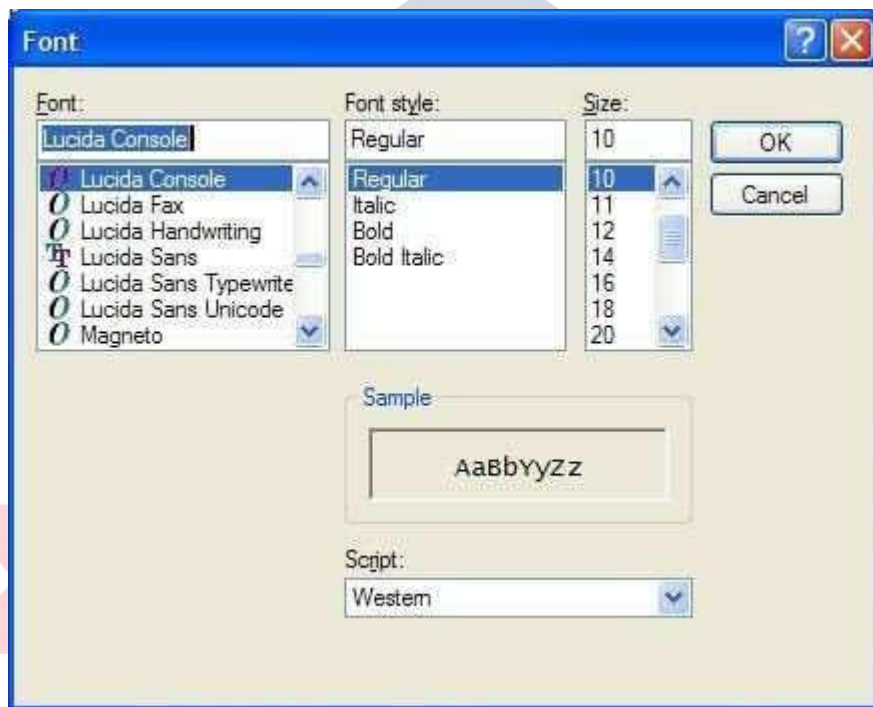 Font
Font:
Font style:
Size:
Lucida Console
Regular
10
OK
Cancel
Lucida Console
Lucida Fax
Lucida Handwriting
Lucida Sans
Lucida Sans Typewrite
Lucida Sans Unicode
Magneto
Regular
Italic
Bold
Bold Italic
10
11
12
14
16
18
20
Sample
AaBbYyZz
Script:
Western